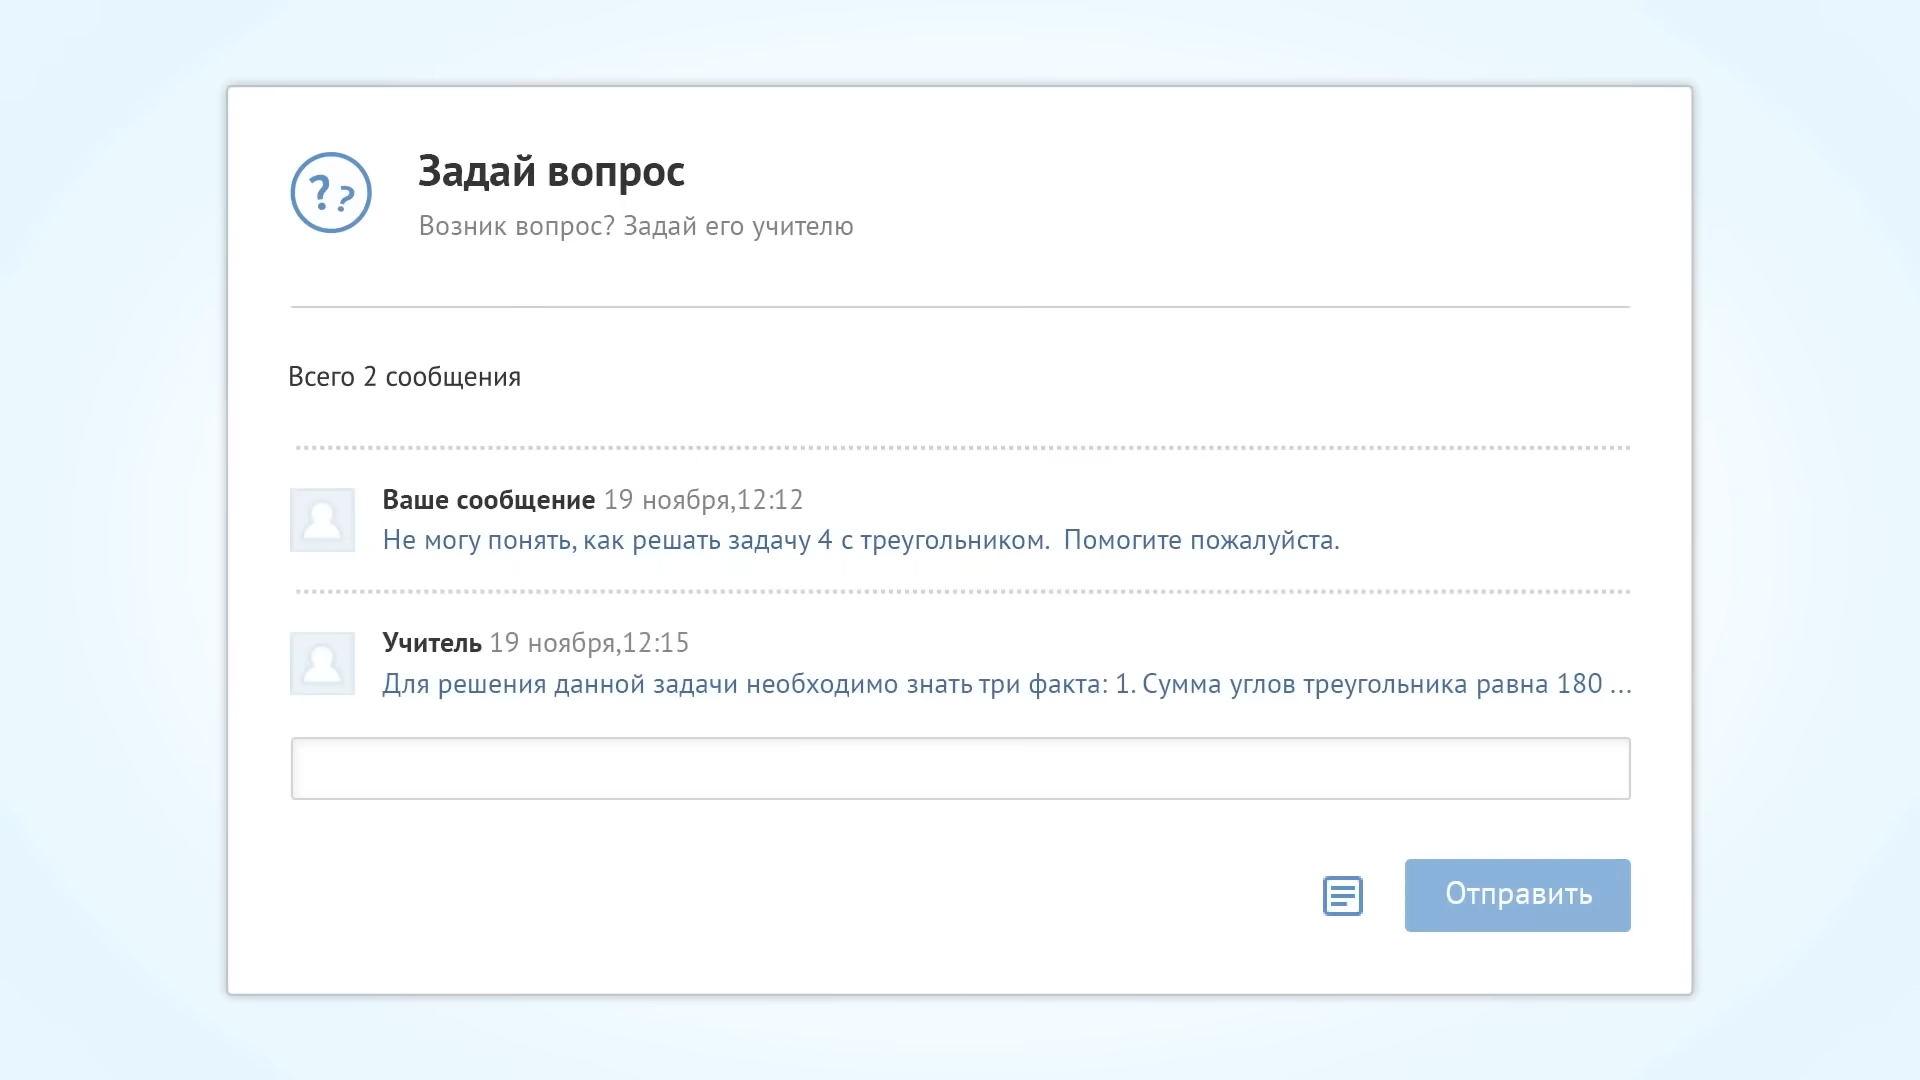 Задай вопрос
Возник вопрос? Задай его учителю
Всего 2 сообщения
Ваше сообщение 19 ноября,12:12
Не могу понять, как решать задачу 4 с треугольником.  Помогите пожалуйста.
Учитель 19 ноября,12:15
Для решения данной задачи необходимо знать три факта: 1. Сумма углов треугольника равна 180 ...
Отправить